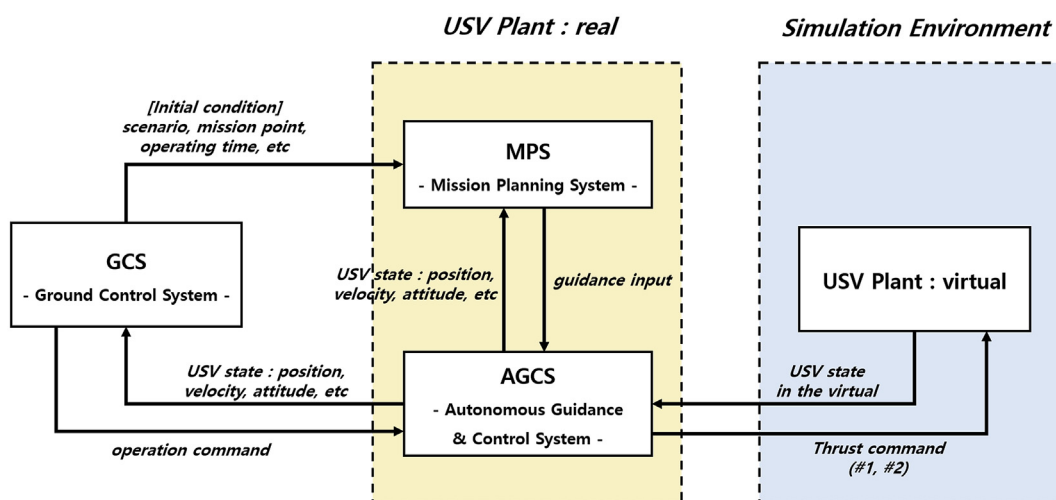 USV Plant : real
Simulation Environment
[Initial condition]
scenario, mission point,
operating time, etc
MPS
- Mission Planning System -
GCS
- Ground Control System -
USV state : position,
velocity, attitude, etc
guidance input
USV Plant : virtual
USV state : position,
velocity, attitude, etc
AGCS
- Autonomous Guidance
& Control System -
USV state
in the virtual
operation command
Thrust command
(#1, #2)